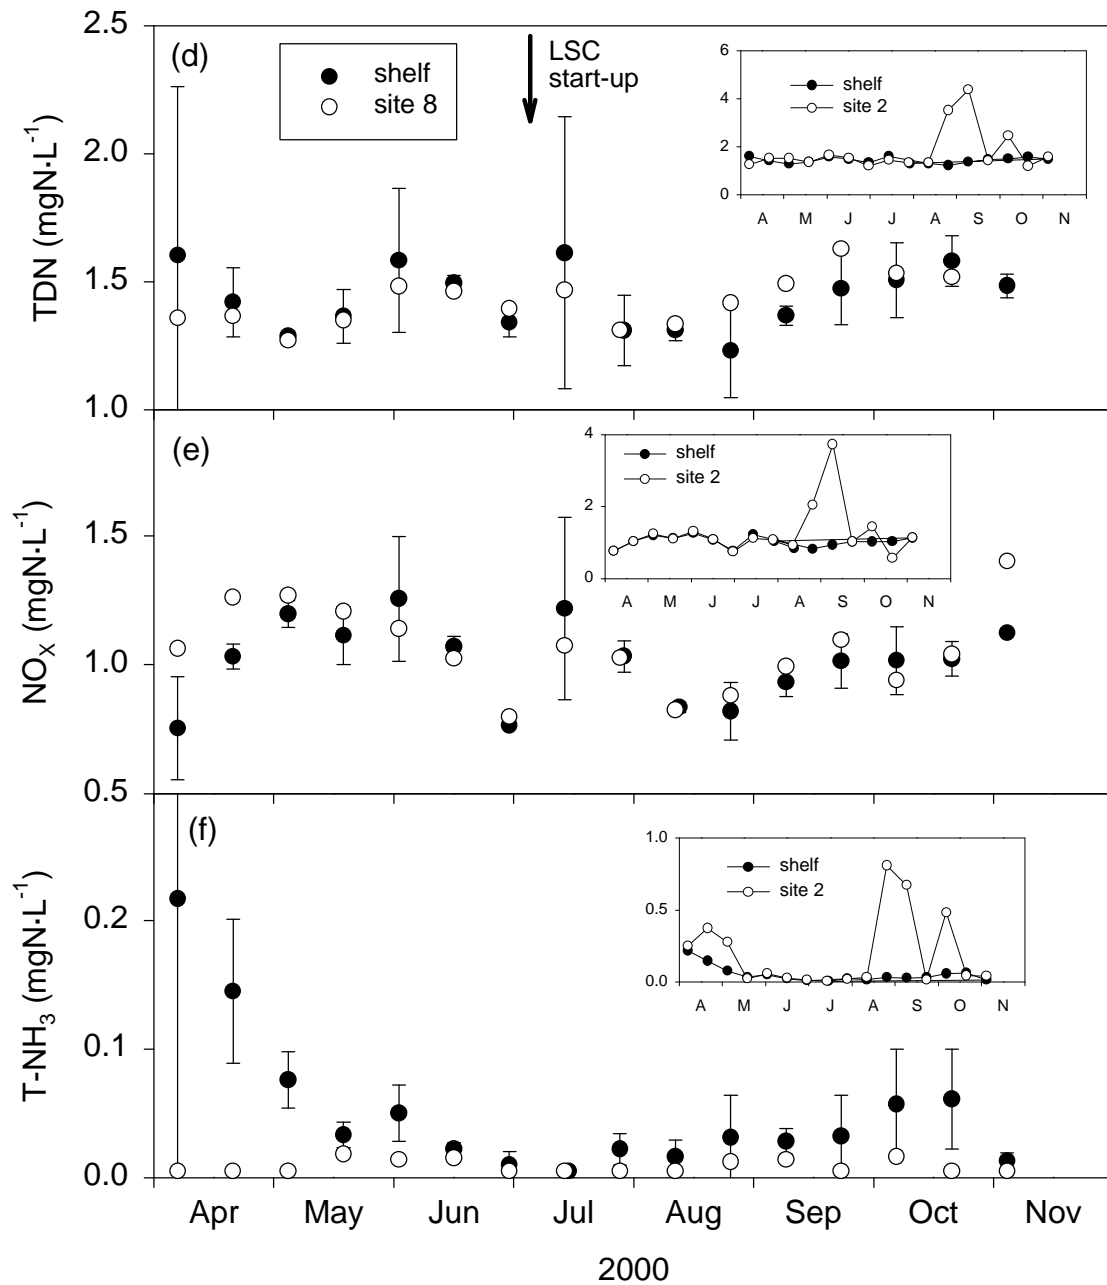 2.5
(d)
shelf
site 8
LSC
start-up
6
4
2
0
shelf
site 2
A M J J A S O N
2.0
1.5
1.0
TDN (mgN·L-1)
(e)
4
2
0
shelf
site 2
A M J J A S O N
1.5
1.0
0.5
NOX (mgN·L-1)
(f)
1.0
0.5
0.0
shelf
site 2
A M J J A S O N
0.2
0.1
0.0
T-NH3 (mgN·L-1)
Apr May Jun Jul Aug Sep Oct Nov
2000